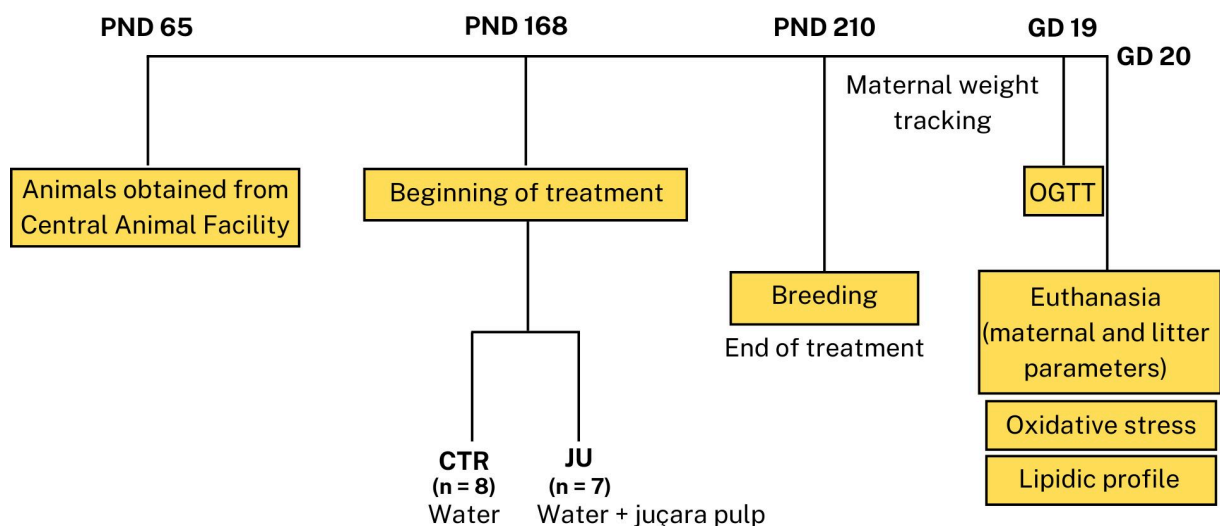 PND 65
PND 168
PND 210
GD 19
GD 20
Maternal weight
tracking
Animals obtained from
Central Animal Facility
Beginning of treatment
OGTT
Breeding
End of treatment
Euthanasia
(maternal and litter
parameters)
Oxidative stress
Lipidic profile
CTR
(n = 8)
Water
JU
(n = 7)
Water + juçara pulp